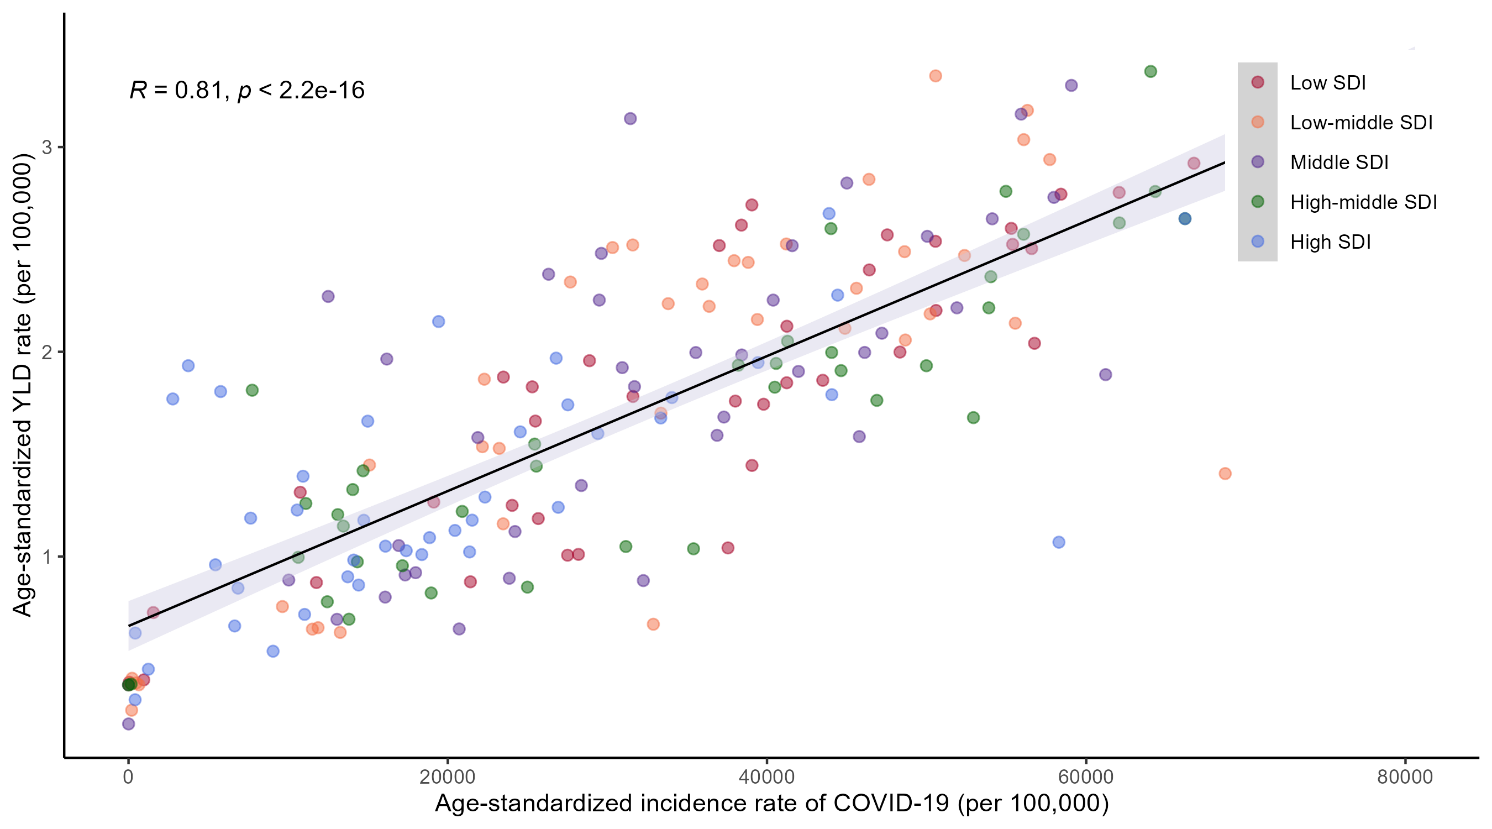 R = 0.81, p < 2.2e-16
Low SDI
Low-middle SDI
Middle SDI
High-middle SDI
High SDI
Age-standardized YLD rate (per 100,000)
3
2
1
0
20000
40000
60000
80000
Age-standardized incidence rate of COVID-19 (per 100,000)